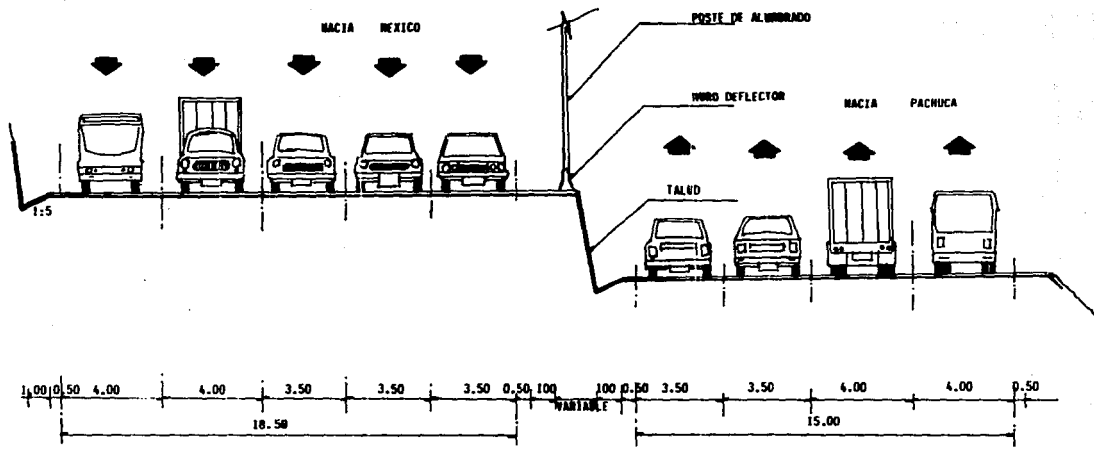 HACIA MEXICO
POSTE DE ALUMBRADO
MURO DEFLECTOR
HACIA PACHUCA
TALUD
1:5
1.00 0.50 4.00 4.00 3.50 3.50 3.50 0.50 100 VARIABLE 100 0.50 3.50 3.50 4.00 4.00 0.50
18.50 15.00